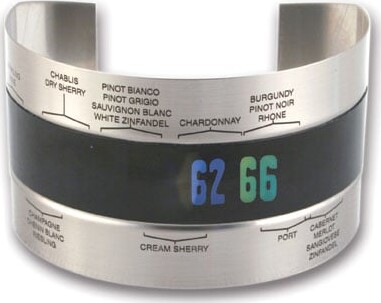 CHABLIS
DRY SHERRY
PINOT BIANCO
PINOT GRIGIO
SAUVIGNON BLANC
WHITE ZINFANDEL
CHARDONNAY
BURGUNDY
PINOT NOIR
RHONE
62 66
CHAMPAGNE
CHENIN BLANC
RIESLING
CREAM SHERRY
PORT
CABERNET
MERLOT
SANGIOVESE
ZINFANDEL